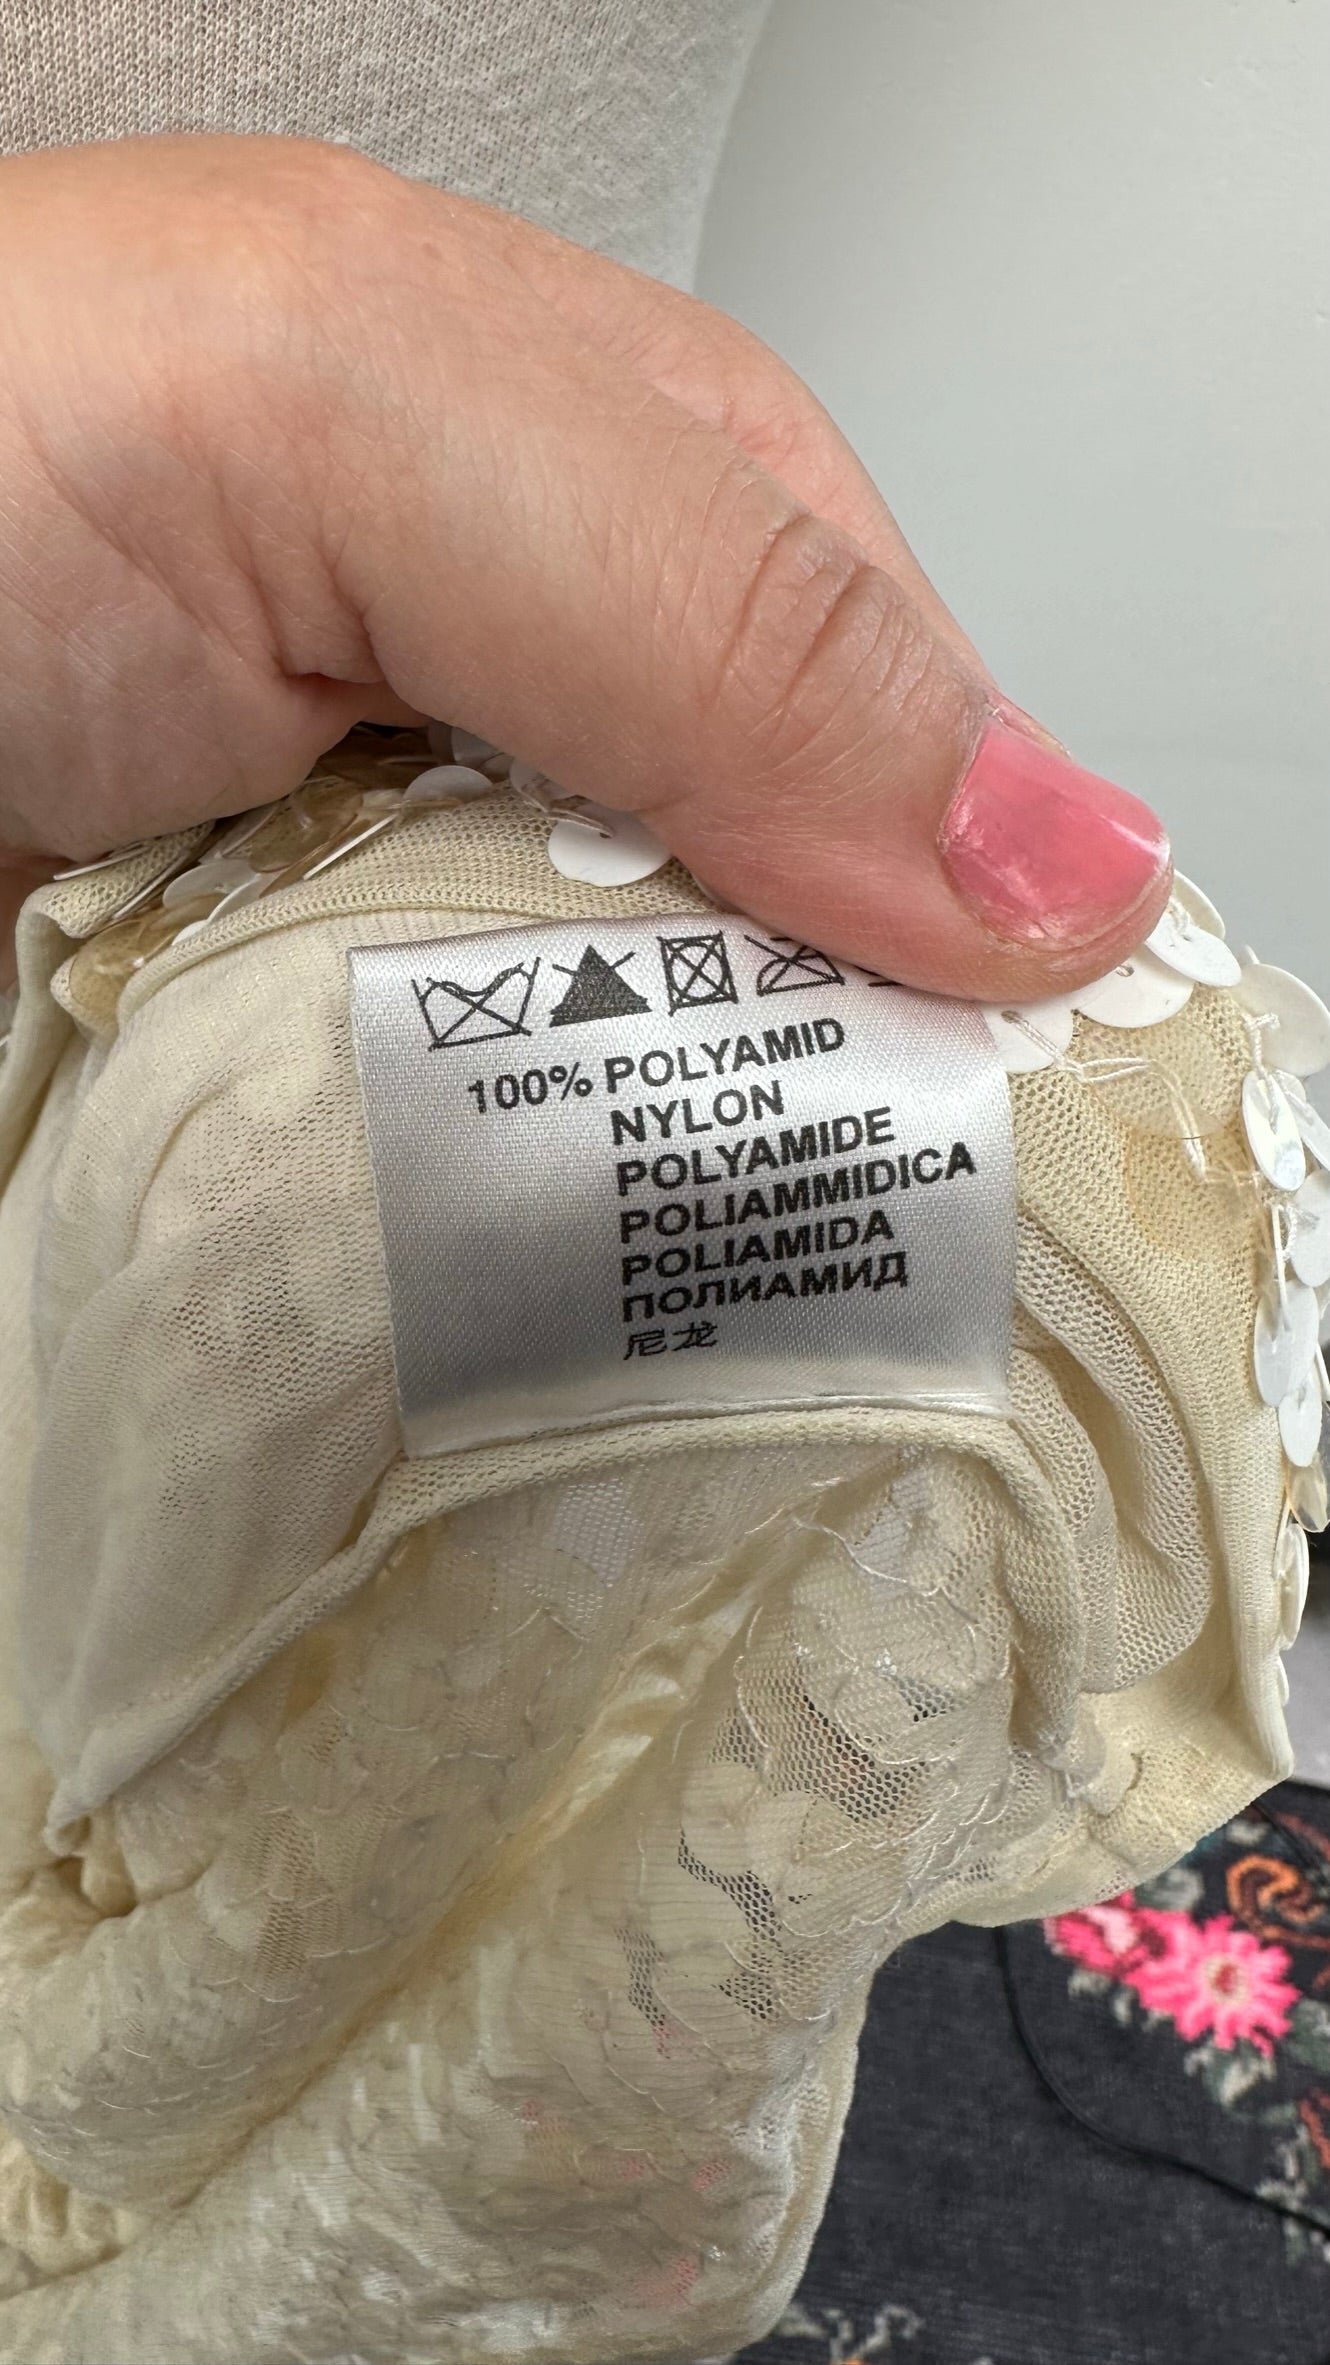 100% POLYAMID
NYLON
POLYAMIDE
POLIAMMIDICA
POLIAMIDA
ПОЛИАМИД
尼龙